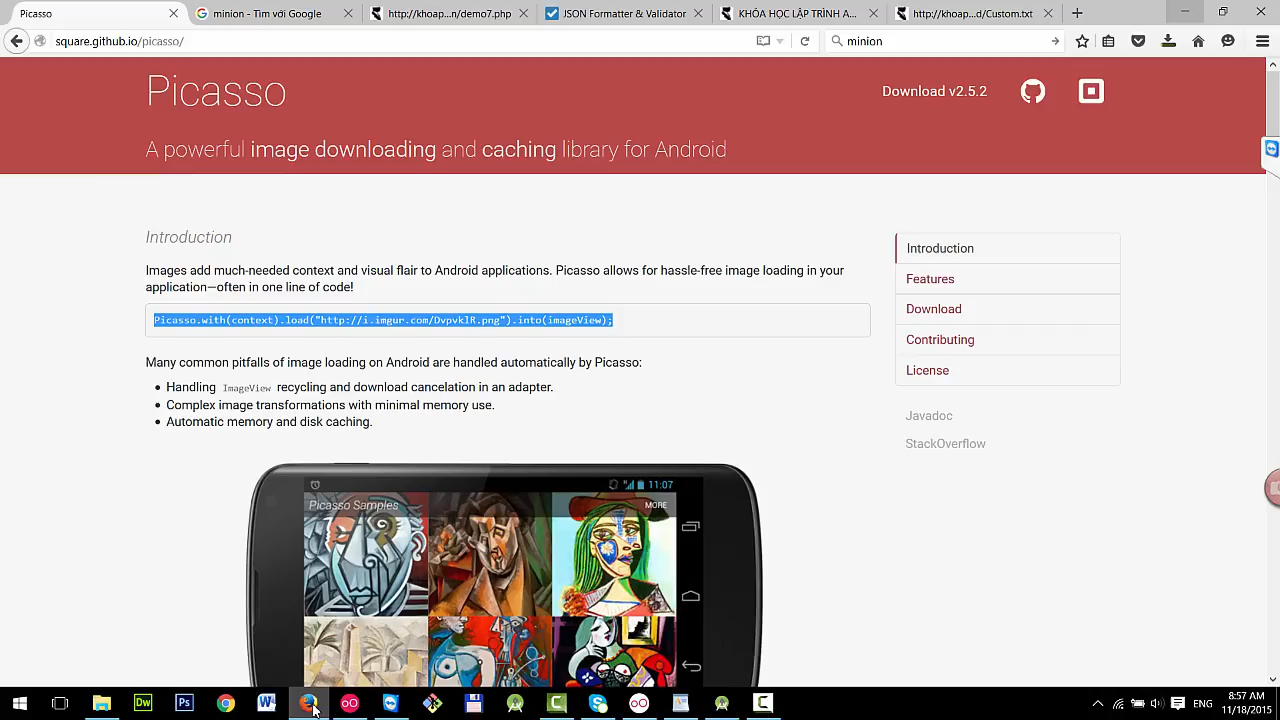 Picasso
minion - Tìm với Google
http://khoap...n/demo7.php
JSON Formatter & Validator
KHÓA HỌC LẬP TRÌNH A...
http://khoap...d/Custom.txt
square.github.io/picasso/
minion
Picasso
Download v2.5.2
A powerful image downloading and caching library for Android
Introduction
Images add much-needed context and visual flair to Android applications. Picasso allows for hassle-free image loading in your
application—often in one line of code!
Picasso.with(context).load("http://i.imgur.com/DvpvklR.png").into(imageView);
Many common pitfalls of image loading on Android are handled automatically by Picasso:
Handling ImageView recycling and download cancelation in an adapter.
Complex image transformations with minimal memory use.
Automatic memory and disk caching.
Introduction
Features
Download
Contributing
License
Javadoc
StackOverflow
11:07
Picasso Samples
MORE
Dw
Ps
ENG
8:57 AM
11/18/2015